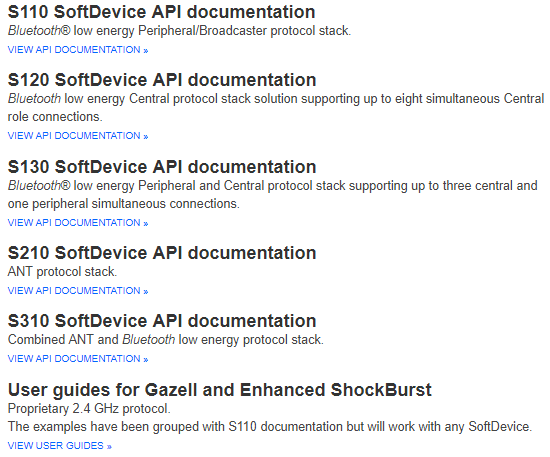 S110 SoftDevice API documentation
Bluetooth® low energy Peripheral/Broadcaster protocol stack.
VIEW API DOCUMENTATION »
S120 SoftDevice API documentation
Bluetooth low energy Central protocol stack solution supporting up to eight simultaneous Central
role connections.
VIEW API DOCUMENTATION »
S130 SoftDevice API documentation
Bluetooth® low energy Peripheral and Central protocol stack supporting up to three central and
one peripheral simultaneous connections.
VIEW API DOCUMENTATION »
S210 SoftDevice API documentation
ANT protocol stack.
VIEW API DOCUMENTATION »
S310 SoftDevice API documentation
Combined ANT and Bluetooth low energy protocol stack.
VIEW API DOCUMENTATION »
User guides for Gazell and Enhanced ShockBurst
Proprietary 2.4 GHz protocol.
The examples have been grouped with S110 documentation but will work with any SoftDevice.
VIEW USER GUIDES »